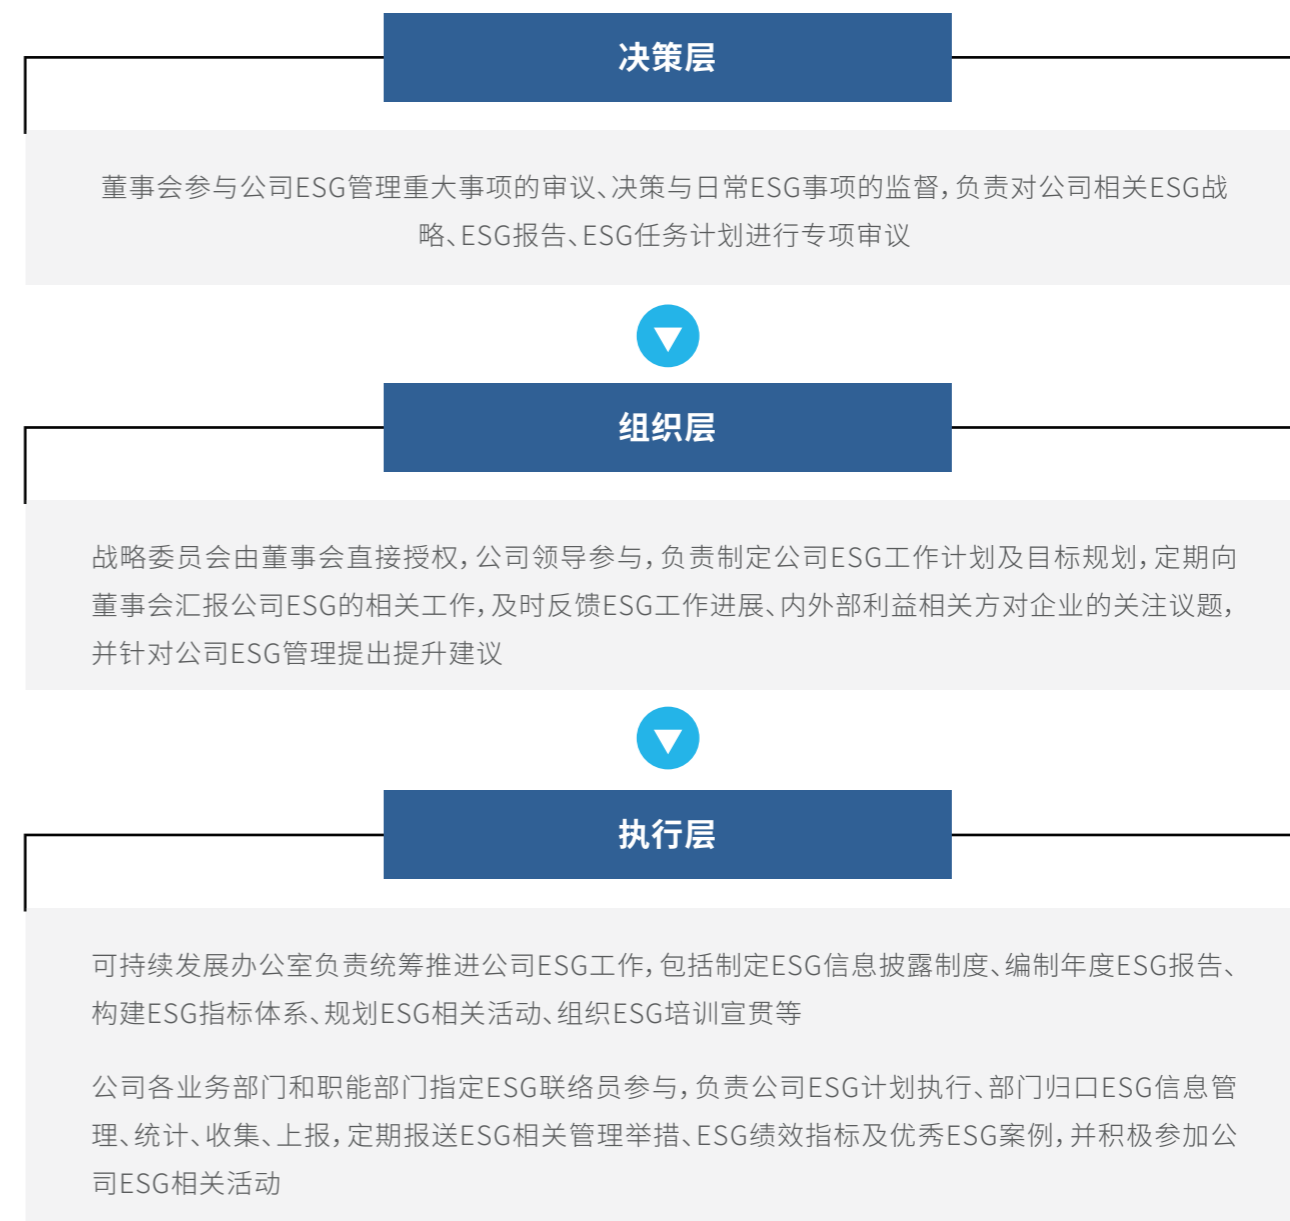 决策层
董事会参与公司ESG管理重大事项的审议、决策与日常ESG事项的监督，负责对公司相关ESG战
略、ESG报告、ESG任务计划进行专项审议
组织层
战略委员会由董事会直接授权，公司领导参与，负责制定公司ESG工作计划及目标规划，定期向
董事会汇报公司ESG的相关工作，及时反馈ESG工作进展、内外部利益相关方对企业的关注议题，
并针对公司ESG管理提出提升建议
执行层
可持续发展办公室负责统筹推进公司ESG工作，包括制定ESG信息披露制度、编制年度ESG报告、
构建ESG指标体系、规划ESG相关活动、组织ESG培训宣贯等
公司各业务部门和职能部门指定ESG联络员参与，负责公司ESG计划执行、部门归口ESG信息管
理、统计、收集、上报，定期报送ESG相关管理举措、ESG绩效指标及优秀ESG案例，并积极参加公
司ESG相关活动